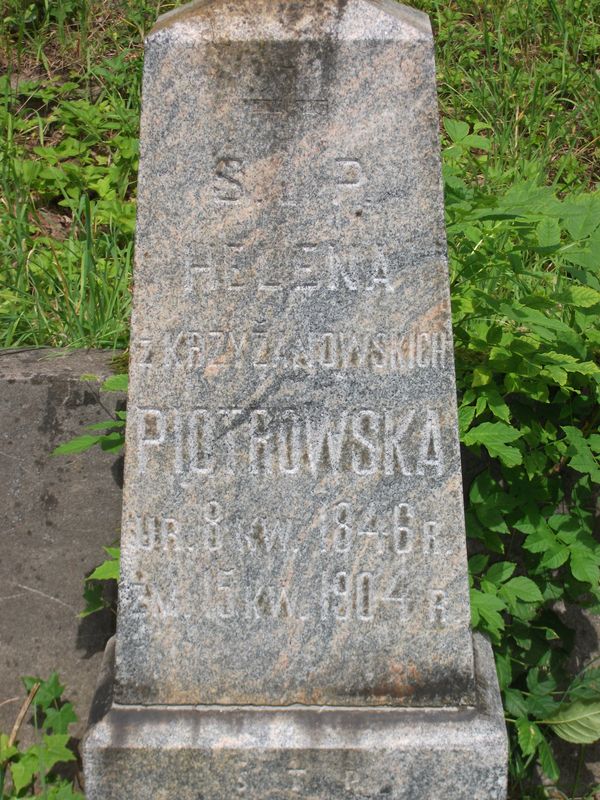 Ś. I P.
HELENA
z KRZYŻANOWSKICH
PIOTROWSKA
UR. 8 KW. 1846 R.
ZM. 15 KW. 1904 R.